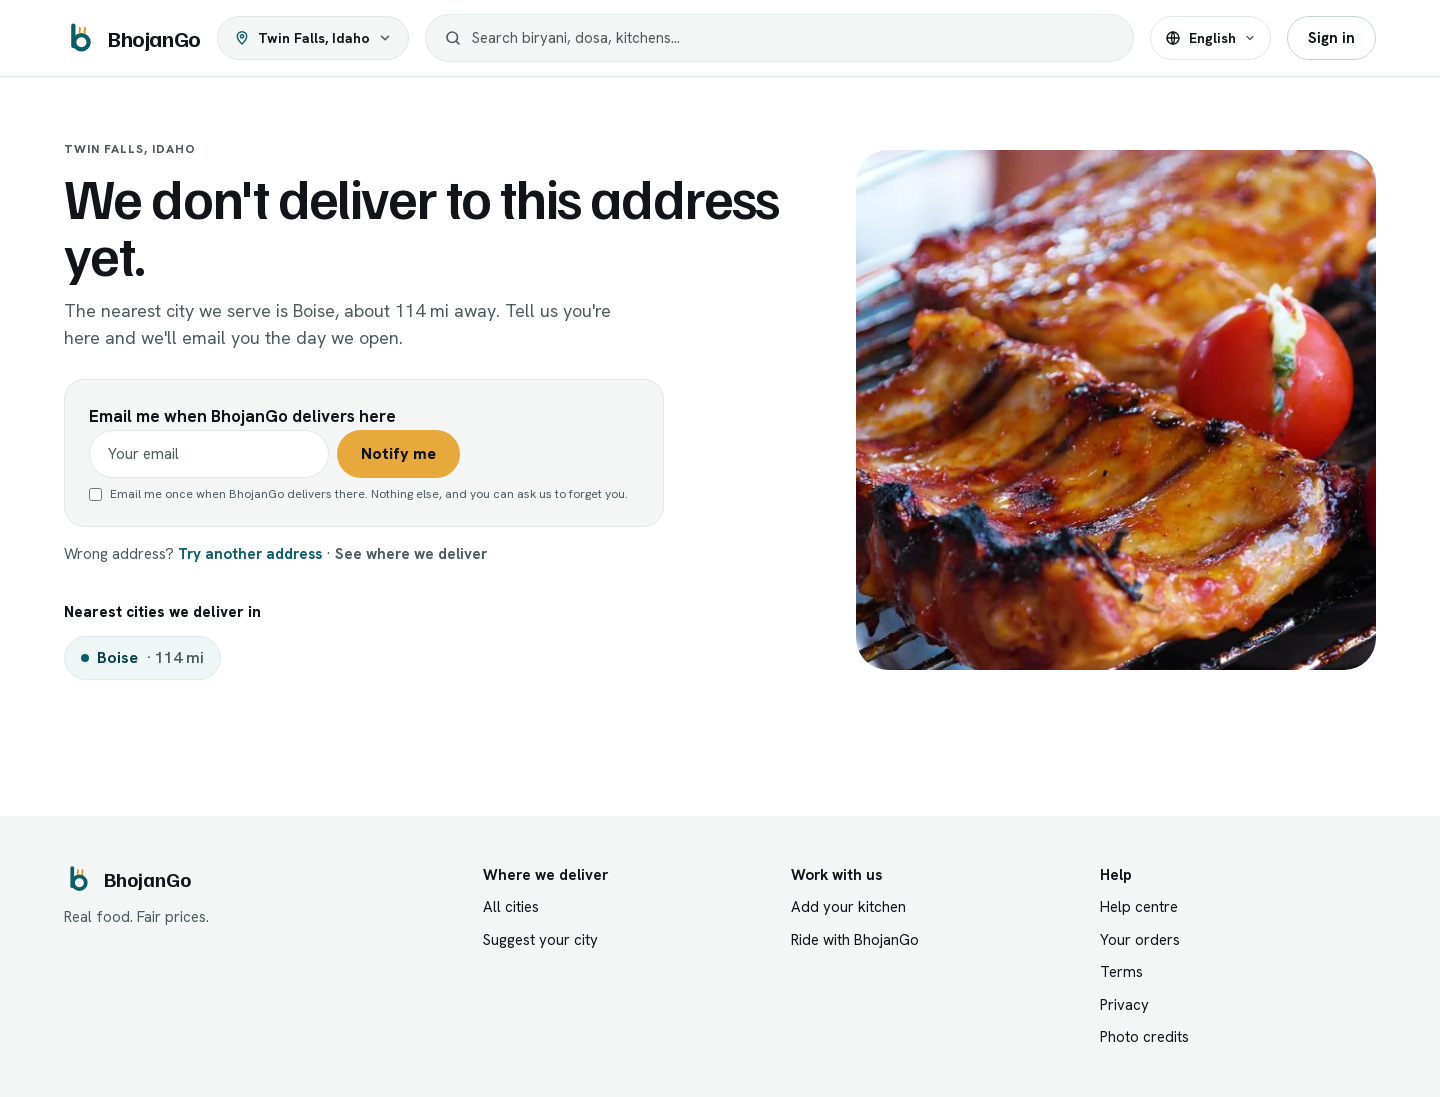 BhojanGo
Twin Falls, Idaho
Search biryani, dosa, kitchens...
English
Sign in
TWIN FALLS, IDAHO
We don't deliver to this address
yet.
The nearest city we serve is Boise, about 114 mi away. Tell us you're
here and we'll email you the day we open.
Email me when BhojanGo delivers here
Your email
Notify me
Email me once when BhojanGo delivers there. Nothing else, and you can ask us to forget you.
Wrong address? Try another address · See where we deliver
Nearest cities we deliver in
Boise · 114 mi
BhojanGo
Real food. Fair prices.
Where we deliver
All cities
Suggest your city
Work with us
Add your kitchen
Ride with BhojanGo
Help
Help centre
Your orders
Terms
Privacy
Photo credits